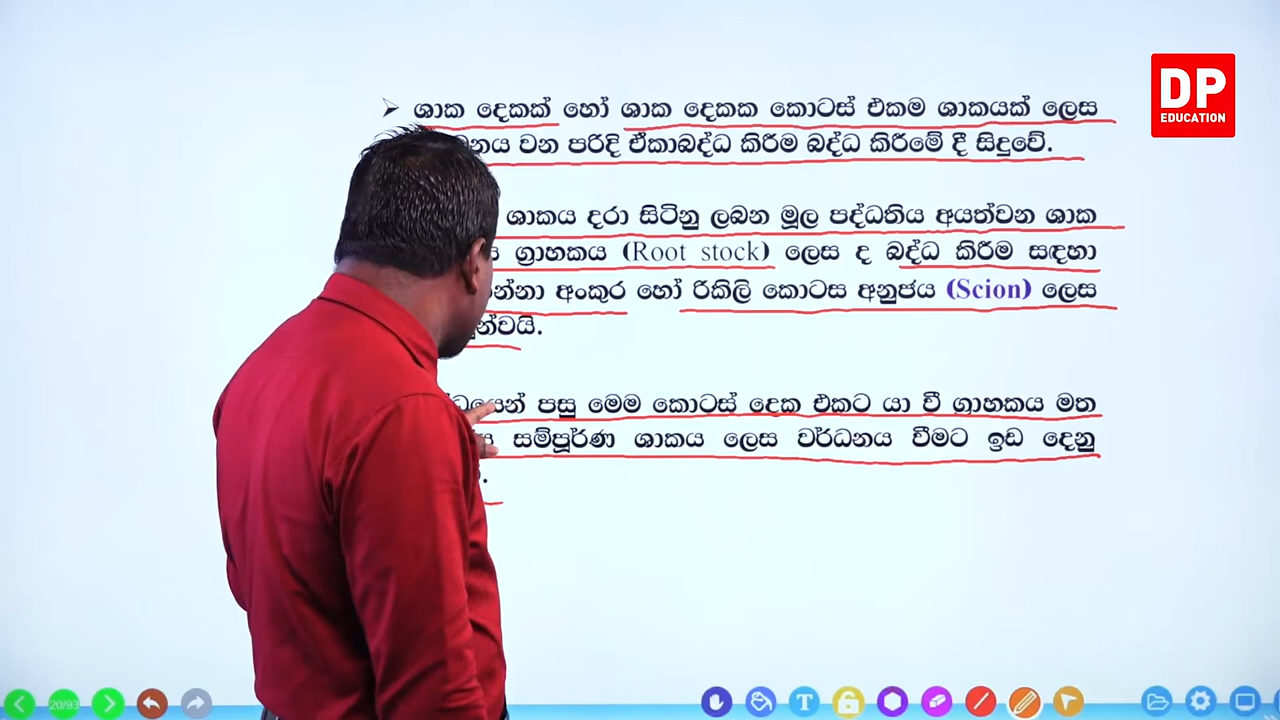 ශාක දෙකක් හෝ ශාක දෙකක කොටස් එකම ශාකයක් ලෙස
වන පරිදි ඒකාබද්ධ කිරීම බද්ධ කිරීමේ දී සිදුවේ.
ශාකය දරා සිටිනු ලබන මූල පද්ධතිය අයත්වන ශාක
ග්‍රාහකය (Root stock) ලෙස ද බද්ධ කිරීම සඳහා
අංකුර හෝ රිකිලි කොටස අනුජය (Scion) ලෙස
පසු මෙම කොටස් දෙක එකට යා වී ග්‍රාහකය මත
සම්පූර්ණ ශාකය ලෙස වර්ධනය වීමට ඉඩ දෙනු
DP
EDUCATION
20/93
T